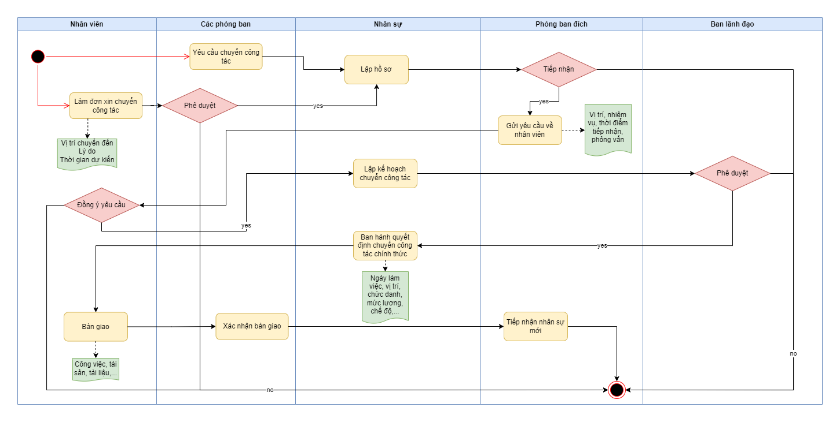 Nhân viên
Các phòng ban
Nhân sự
Phòng ban đích
Ban lãnh đạo
Yêu cầu chuyển công
tác
Lập hồ sơ
Tiếp nhận
Làm đơn xin chuyển
công tác
Phê duyệt
yes
yes
Vị trí chuyển đến
Lý do
Thời gian dự kiến
Gửi yêu cầu về
nhân viên
Vị trí, nhiệm
vụ, thời điểm
tiếp nhận,
phỏng vấn
Lập kế hoạch
chuyển công tác
Phê duyệt
Đồng ý yêu cầu
yes
Ban hành quyết
định chuyển công
tác chính thức
yes
Ngày làm
việc, vị trí,
chức danh,
mức lương,
chế độ,...
Bàn giao
Xác nhận bàn giao
Tiếp nhận nhân sự
mới
no
Công việc, tài
sản, tài liệu,...
no